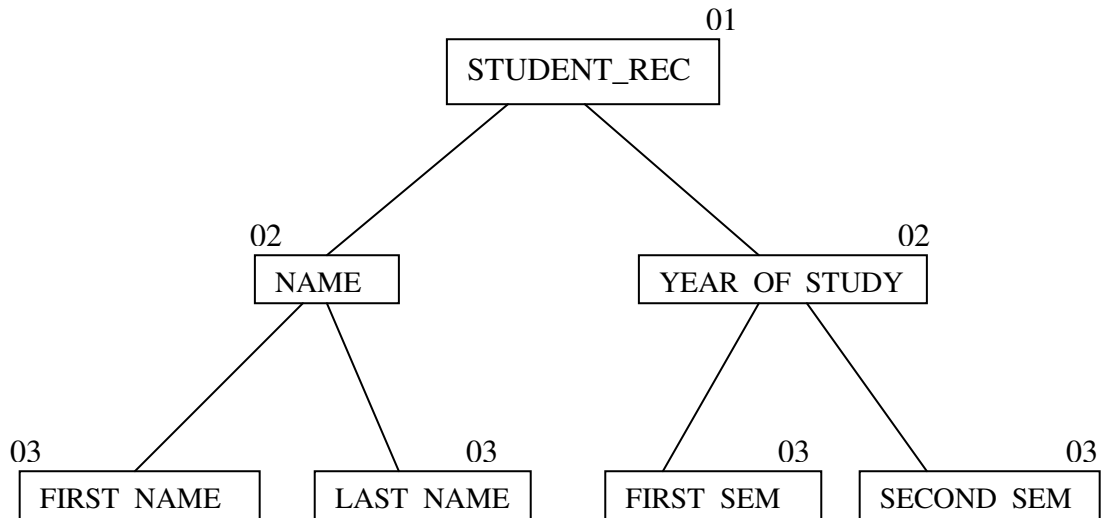 01
STUDENT_REC
02 02
NAME YEAR OF STUDY
03 03 03 03
FIRST NAME LAST NAME FIRST SEM SECOND SEM